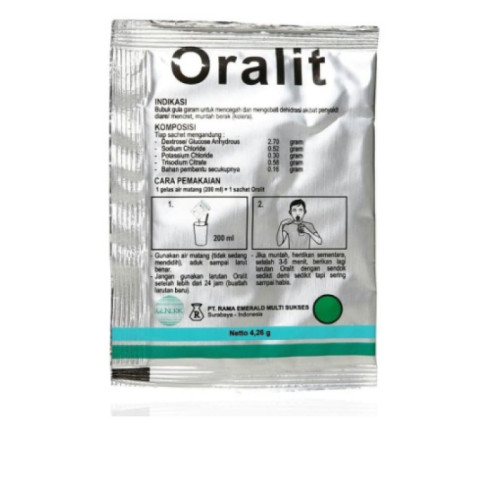 Oralit
INDIKASI
Bubuk gula garam untuk mencegah dan mengobati dehidrasi akibat penyakit
diare/ mencret, muntah berak (kolera).
KOMPOSISI
Tiap sachet mengandung :
- Dextrose/ Glucose Anhydrous 2.70 gram
- Sodium Chloride 0.52 gram
- Potassium Chloride 0.30 gram
- Trisodium Citrate 0.58 gram
- Bahan pembantu secukupnya 0.16 gram
CARA PEMAKAIAN
1 gelas air matang (200 ml) + 1 sachet Oralit
1.
200 ml
2.
- Gunakan air matang (tidak sedang
mendidih), aduk sampai larut
benar.
- Jangan gunakan larutan Oralit
setelah lebih dari 24 jam (buatlah
larutan baru).
- Jika muntah, hentikan sementara,
setelah 3-5 menit, berikan lagi
larutan Oralit dengan sendok
sedikit demi sedikit tapi sering
sampai habis.
GENERIK
R
PT. RAMA EMERALD MULTI SUKSES
Surabaya - Indonesia
Netto 4,26 g